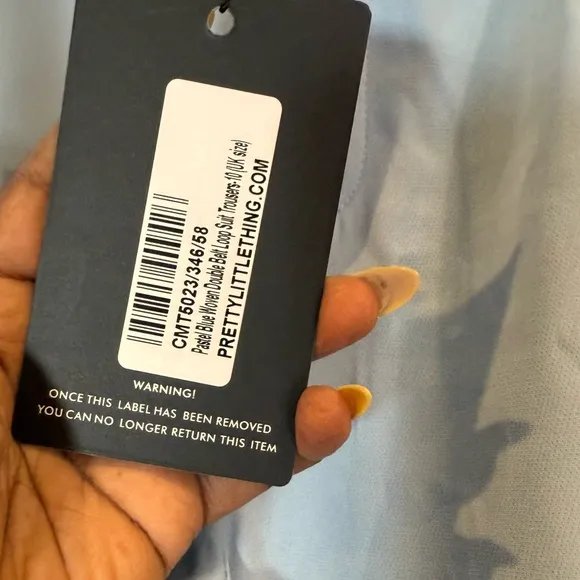 CMT5023/346/58
Pastel Blue Woven Double Belt Loop Suit Trousers-10 (UK size)
PRETTYLITTLETHING.COM
WARNING!
ONCE THIS LABEL HAS BEEN REMOVED
YOU CAN NO LONGER RETURN THIS ITEM